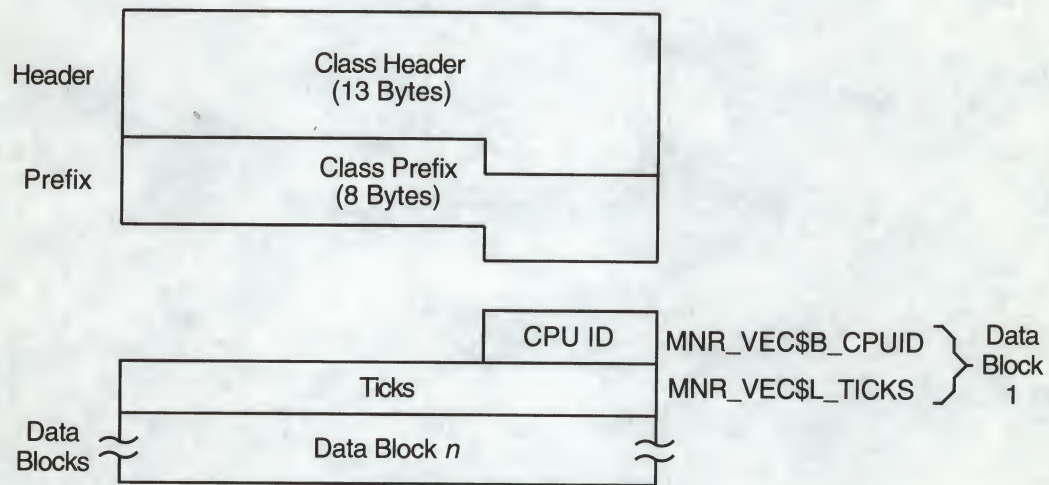 Header
Class Header
(13 Bytes)
Prefix
Class Prefix
(8 Bytes)
CPU ID
MNR_VEC$B_CPUID
Ticks
MNR_VEC$L_TICKS
Data
Block
1
Data
Blocks
Data Block n